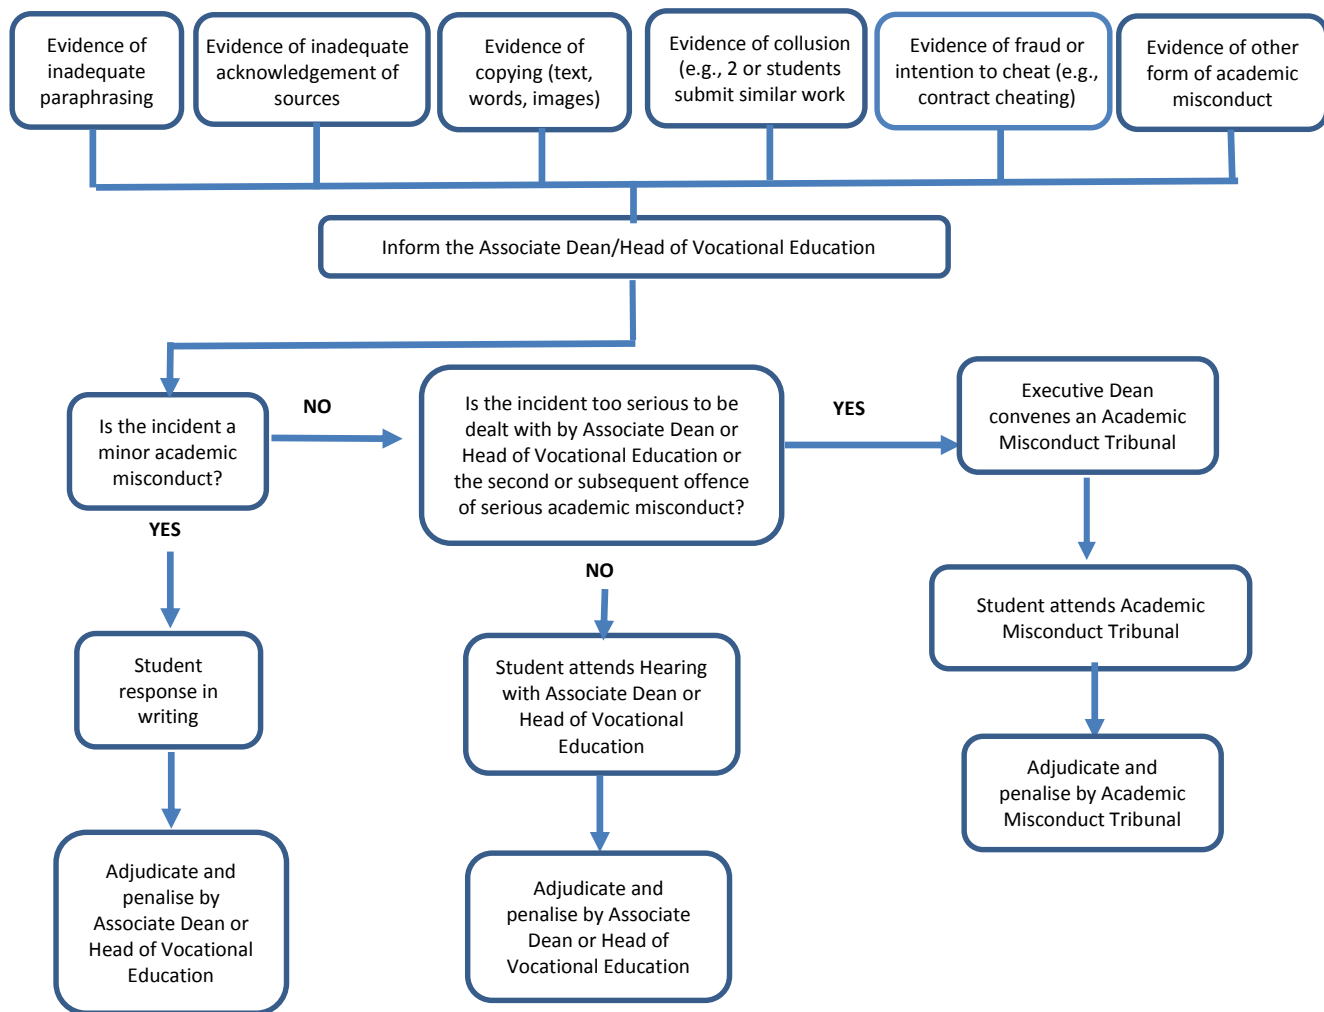 Evidence of
inadequate
paraphrasing
Evidence of inadequate
acknowledgement of
sources
Evidence of
copying (text,
words, images)
Evidence of collusion
(e.g., 2 or students
submit similar work
Evidence of fraud or
intention to cheat (e.g.,
contract cheating)
Evidence of other
form of academic
misconduct
Inform the Associate Dean/Head of Vocational Education
Is the incident a
minor academic
misconduct?
NO
Is the incident too serious to be
dealt with by Associate Dean or
Head of Vocational Education or
the second or subsequent offence
of serious academic misconduct?
YES
Executive Dean
convenes an Academic
Misconduct Tribunal
YES
NO
Student attends Academic
Misconduct Tribunal
Student
response in
writing
Student attends Hearing
with Associate Dean or
Head of Vocational
Education
Adjudicate and
penalise by Academic
Misconduct Tribunal
Adjudicate and
penalise by
Associate Dean or
Head of Vocational
Education
Adjudicate and
penalise by Associate
Dean or Head of
Vocational Education